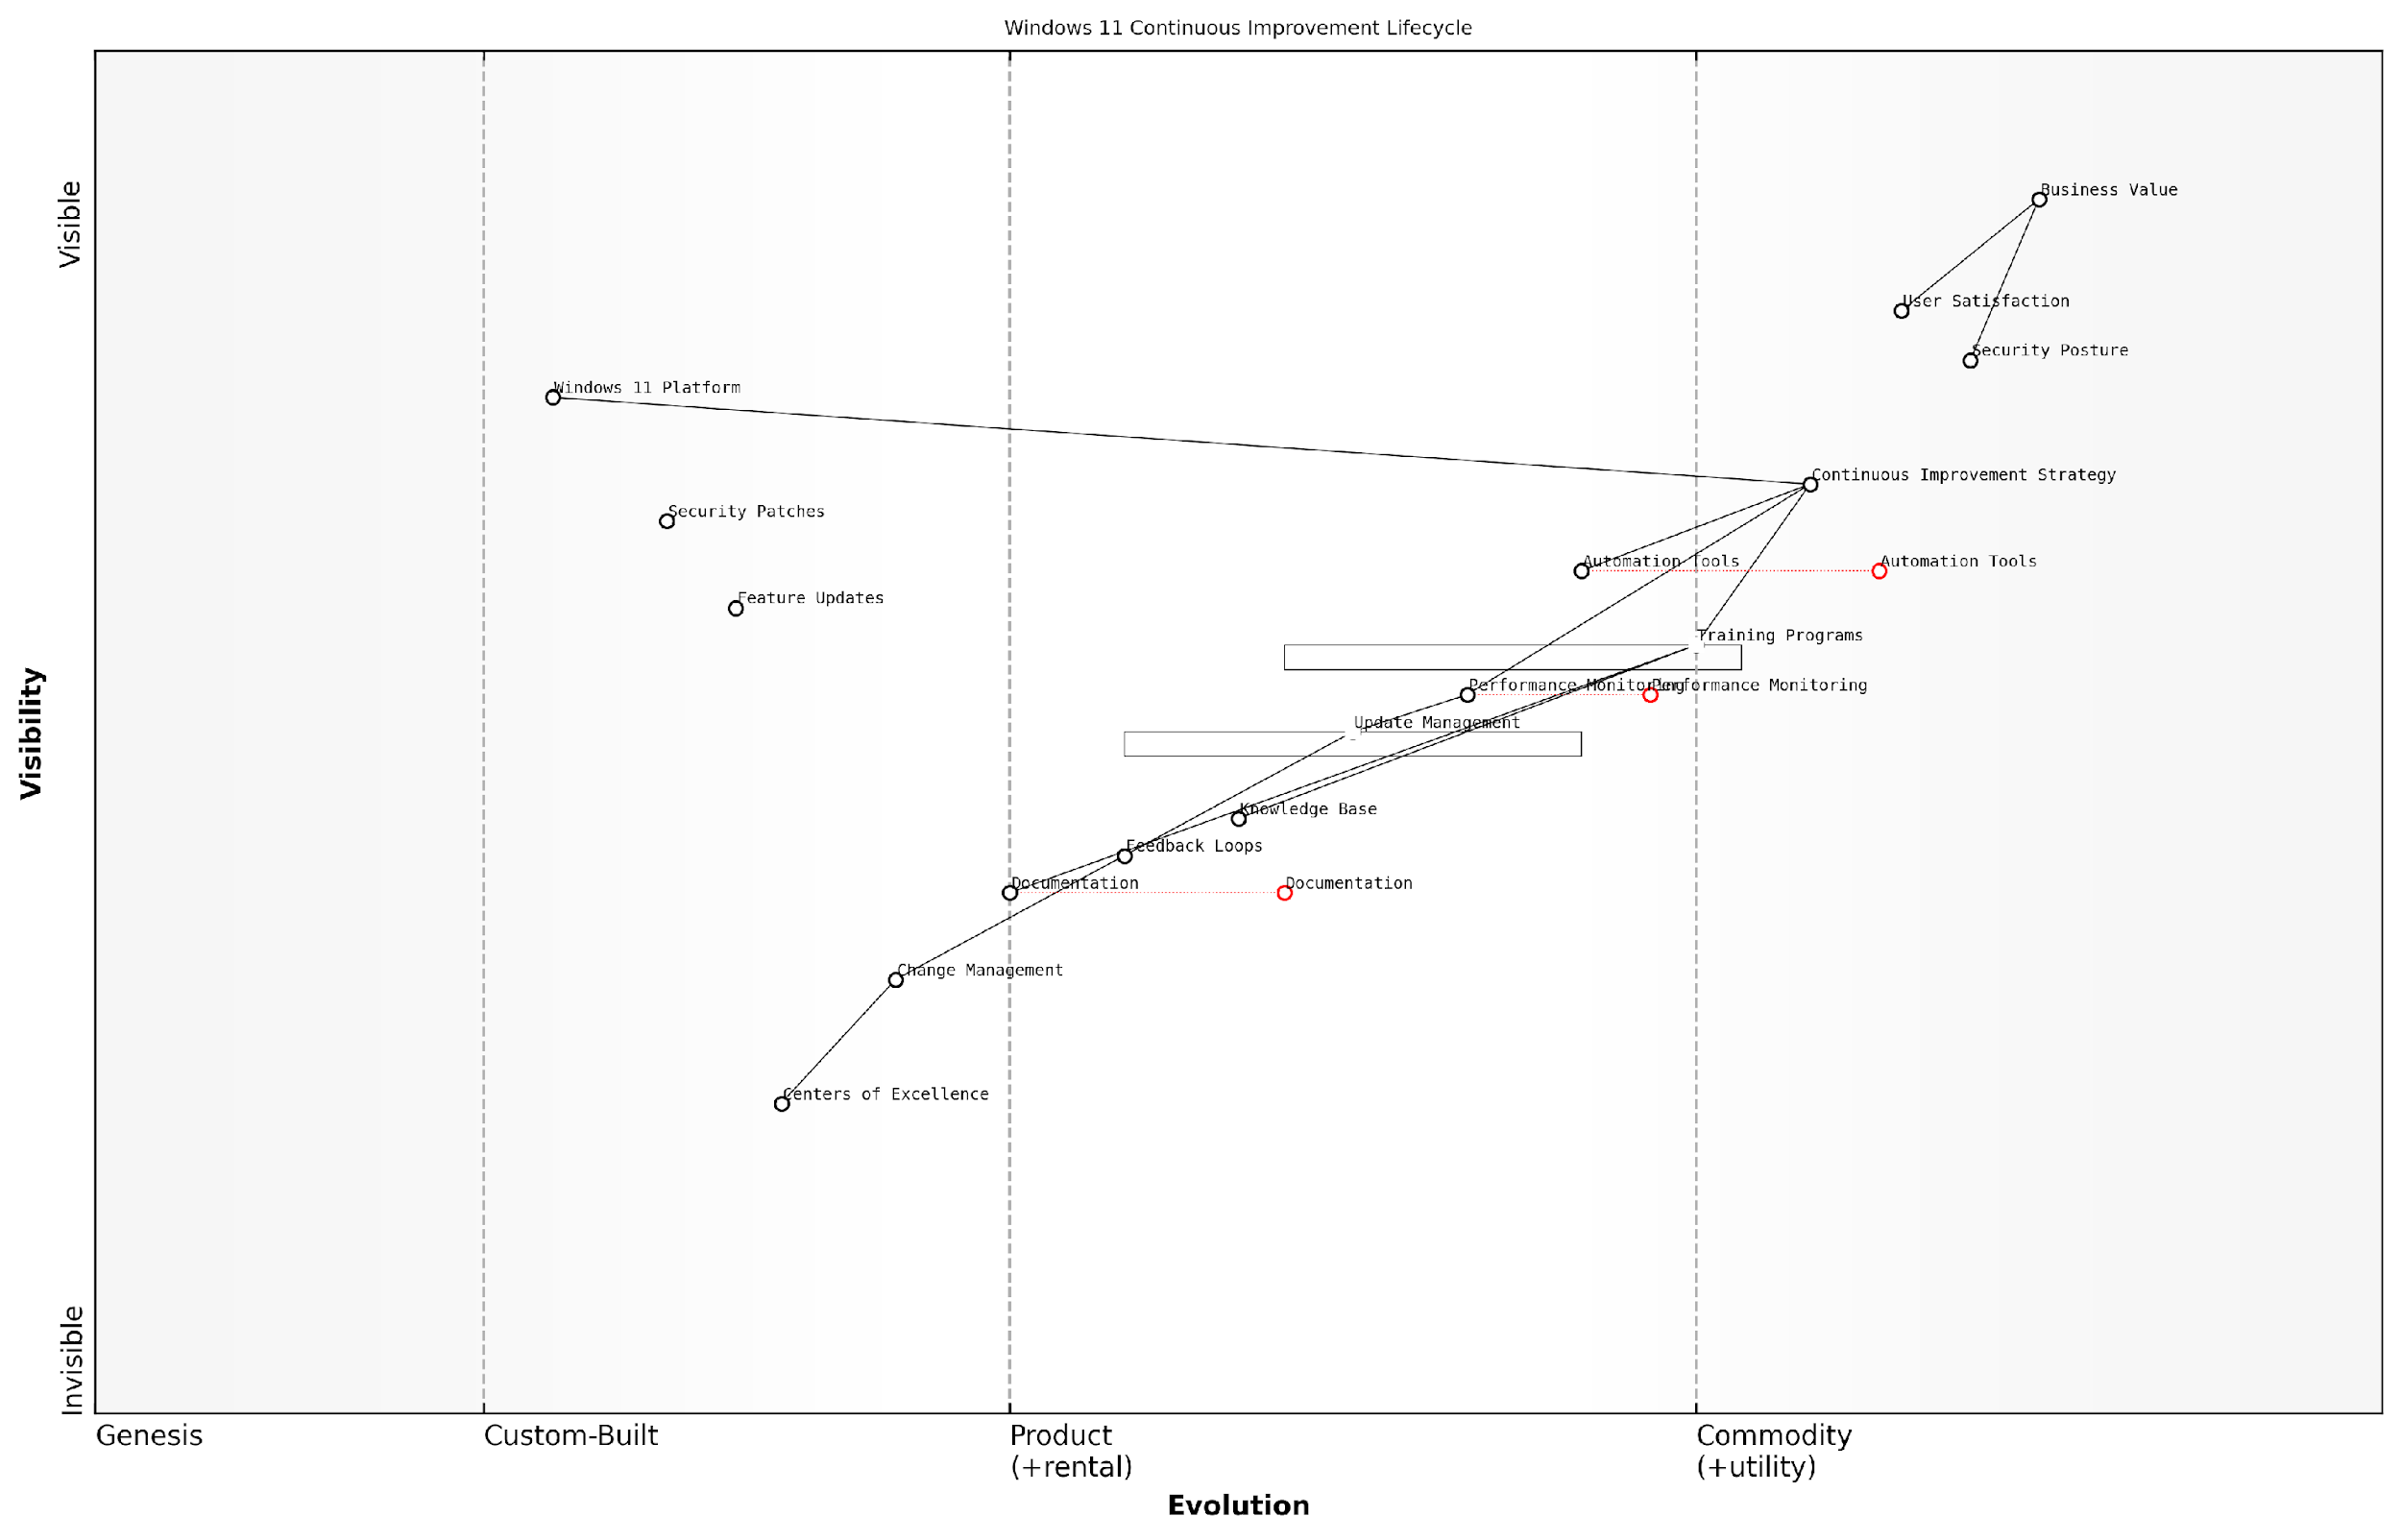 Windows 11 Continuous Improvement Lifecycle
Visible
Visibility
Invisible
Business Value
User Satisfaction
Security Posture
Windows 11 Platform
Continuous Improvement Strategy
Security Patches
Automation Tools
Automation Tools
Feature Updates
Training Programs
Performance Monitoring
Performance Monitoring
Update Management
Knowledge Base
Feedback Loops
Documentation
Documentation
Change Management
Centers of Excellence
Genesis
Custom-Built
Product
(+rental)
Commodity
(+utility)
Evolution